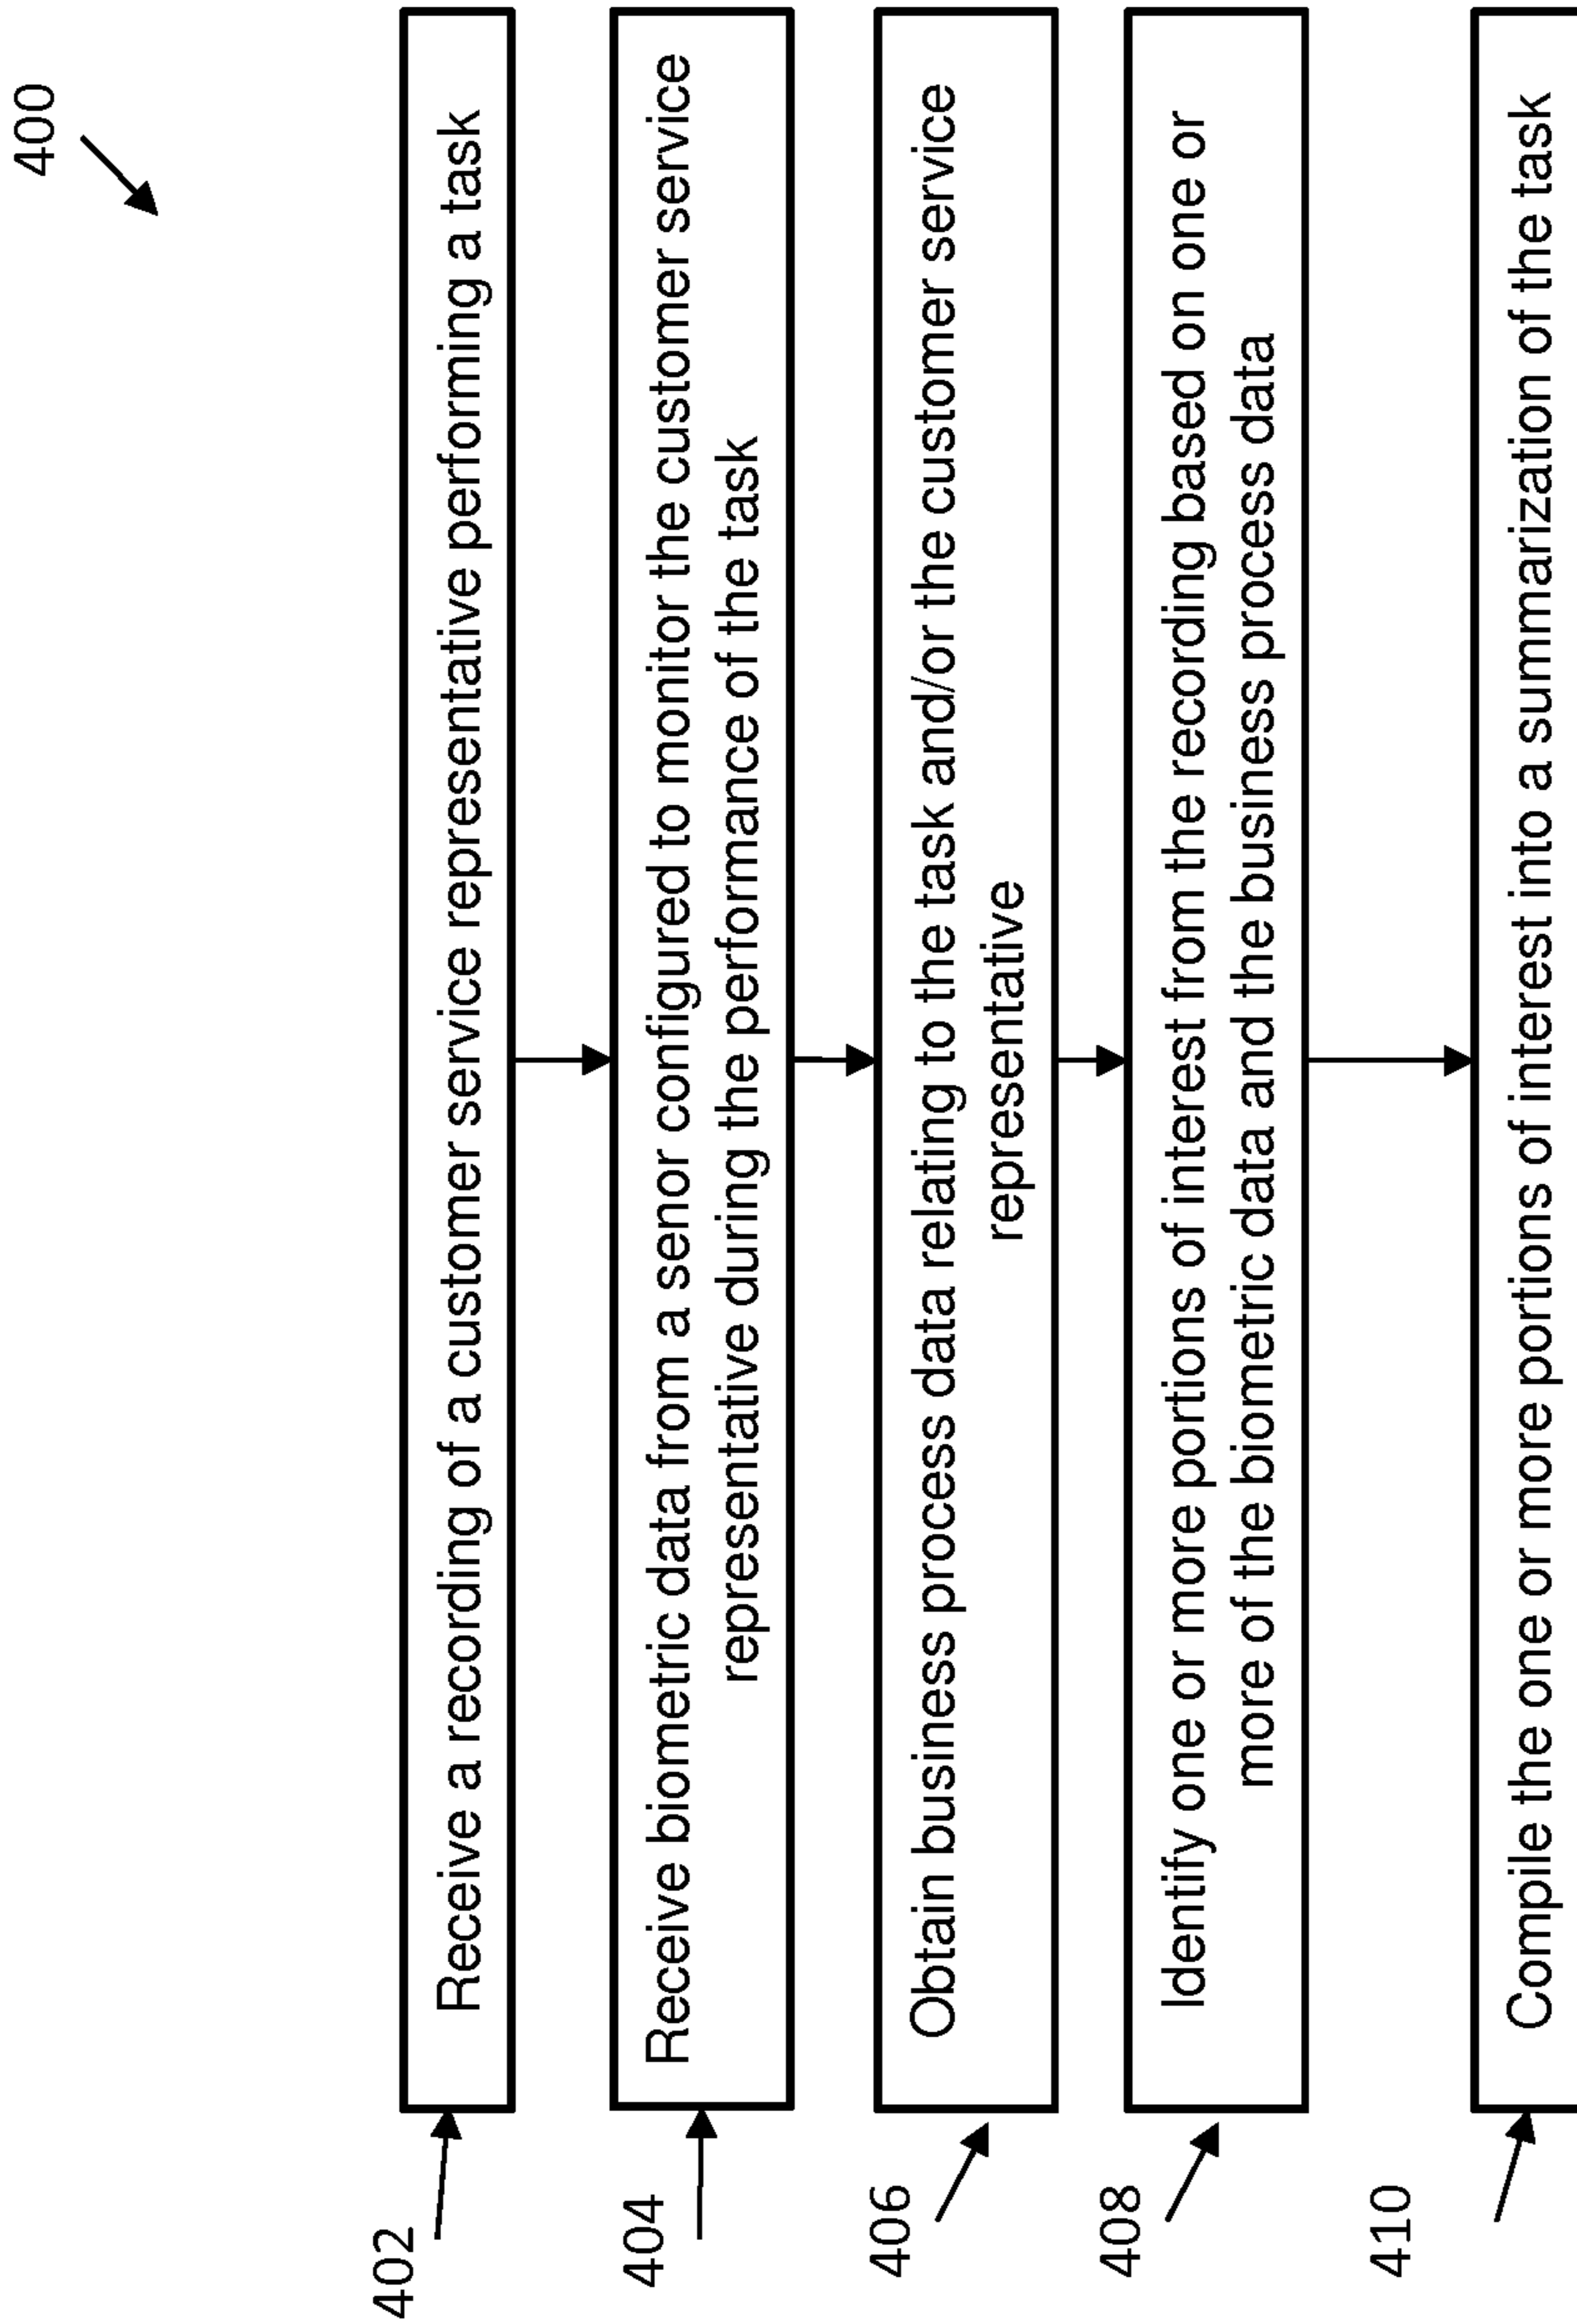 400
402
Receive a recording of a customer service representative performing a task
404
Receive biometric data from a senor configured to monitor the customer service
representative during the performance of the task
406
Obtain business process data relating to the task and/or the customer service
representative
408
Identify one or more portions of interest from the recording based on one or
more of the biometric data and the business process data
410
Compile the one or more portions of interest into a summarization of the task